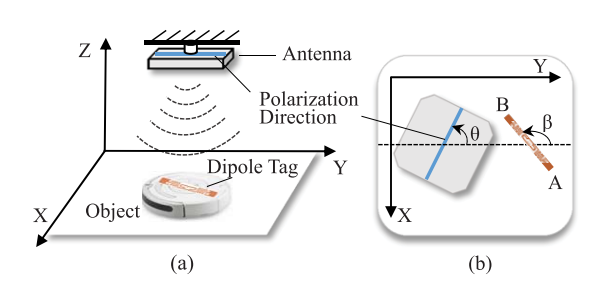 Z
Antenna
Polarization
Direction
Dipole Tag
Y
Object
X
(a)
Y
B
θ
β
A
X
(b)